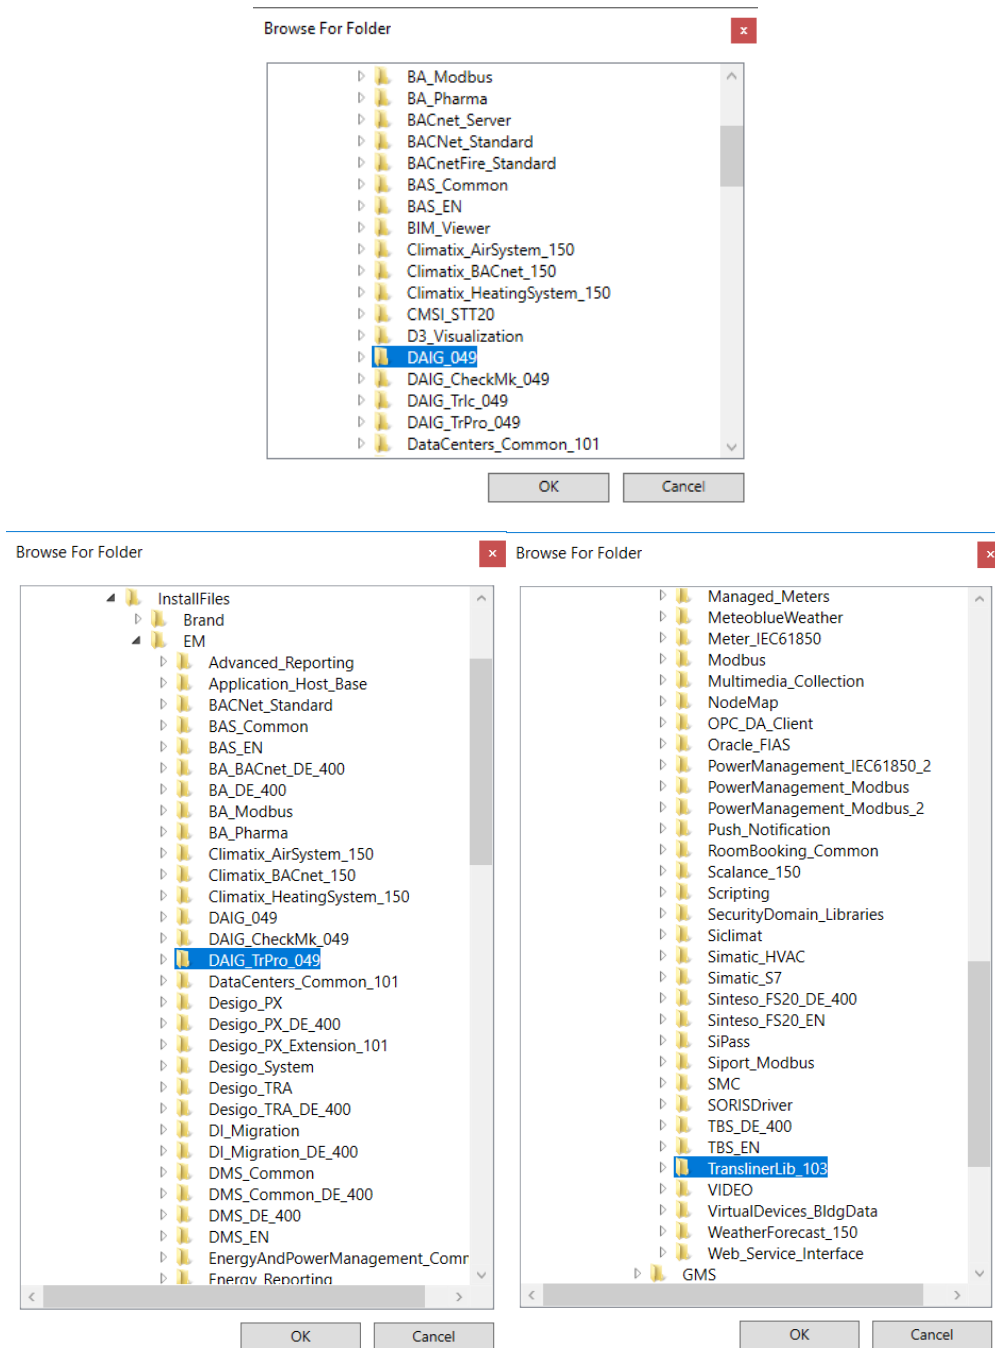 Browse For Folder
BA_Modbus
BA_Pharma
BACnet_Server
BACNet_Standard
BACnetFire_Standard
BAS_Common
BAS_EN
BIM_Viewer
Climatix_AirSystem_150
Climatix_BACnet_150
Climatix_HeatingSystem_150
CMSI_STT20
D3_Visualization
DAIG_049
DAIG_CheckMk_049
DAIG_TrIc_049
DAIG_TrPro_049
DataCenters_Common_101
OK Cancel
Browse For Folder
InstallFiles
Brand
EM
Advanced_Reporting
Application_Host_Base
BACNet_Standard
BAS_Common
BAS_EN
BA_BACnet_DE_400
BA_DE_400
BA_Modbus
BA_Pharma
Climatix_AirSystem_150
Climatix_BACnet_150
Climatix_HeatingSystem_150
DAIG_049
DAIG_CheckMk_049
DAIG_TrPro_049
DataCenters_Common_101
Desigo_PX
Desigo_PX_DE_400
Desigo_PX_Extension_101
Desigo_System
Desigo_TRA
Desigo_TRA_DE_400
DI_Migration
DI_Migration_DE_400
DMS_Common
DMS_Common_DE_400
DMS_DE_400
DMS_EN
EnergyAndPowerManagement_Comr
Energy_Reporting
OK Cancel
Browse For Folder
Managed_Meters
MeteoblueWeather
Meter_IEC61850
Modbus
Multimedia_Collection
NodeMap
OPC_DA_Client
Oracle_FIAS
PowerManagement_IEC61850_2
PowerManagement_Modbus
PowerManagement_Modbus_2
Push_Notification
RoomBooking_Common
Scalance_150
Scripting
SecurityDomain_Libraries
Siclimat
Simatic_HVAC
Simatic_S7
Sinteso_FS20_DE_400
Sinteso_FS20_EN
SiPass
Siport_Modbus
SMC
SORISDriver
TBS_DE_400
TBS_EN
TranslinerLib_103
VIDEO
VirtualDevices_BldgData
WeatherForecast_150
Web_Service_Interface
GMS
OK Cancel